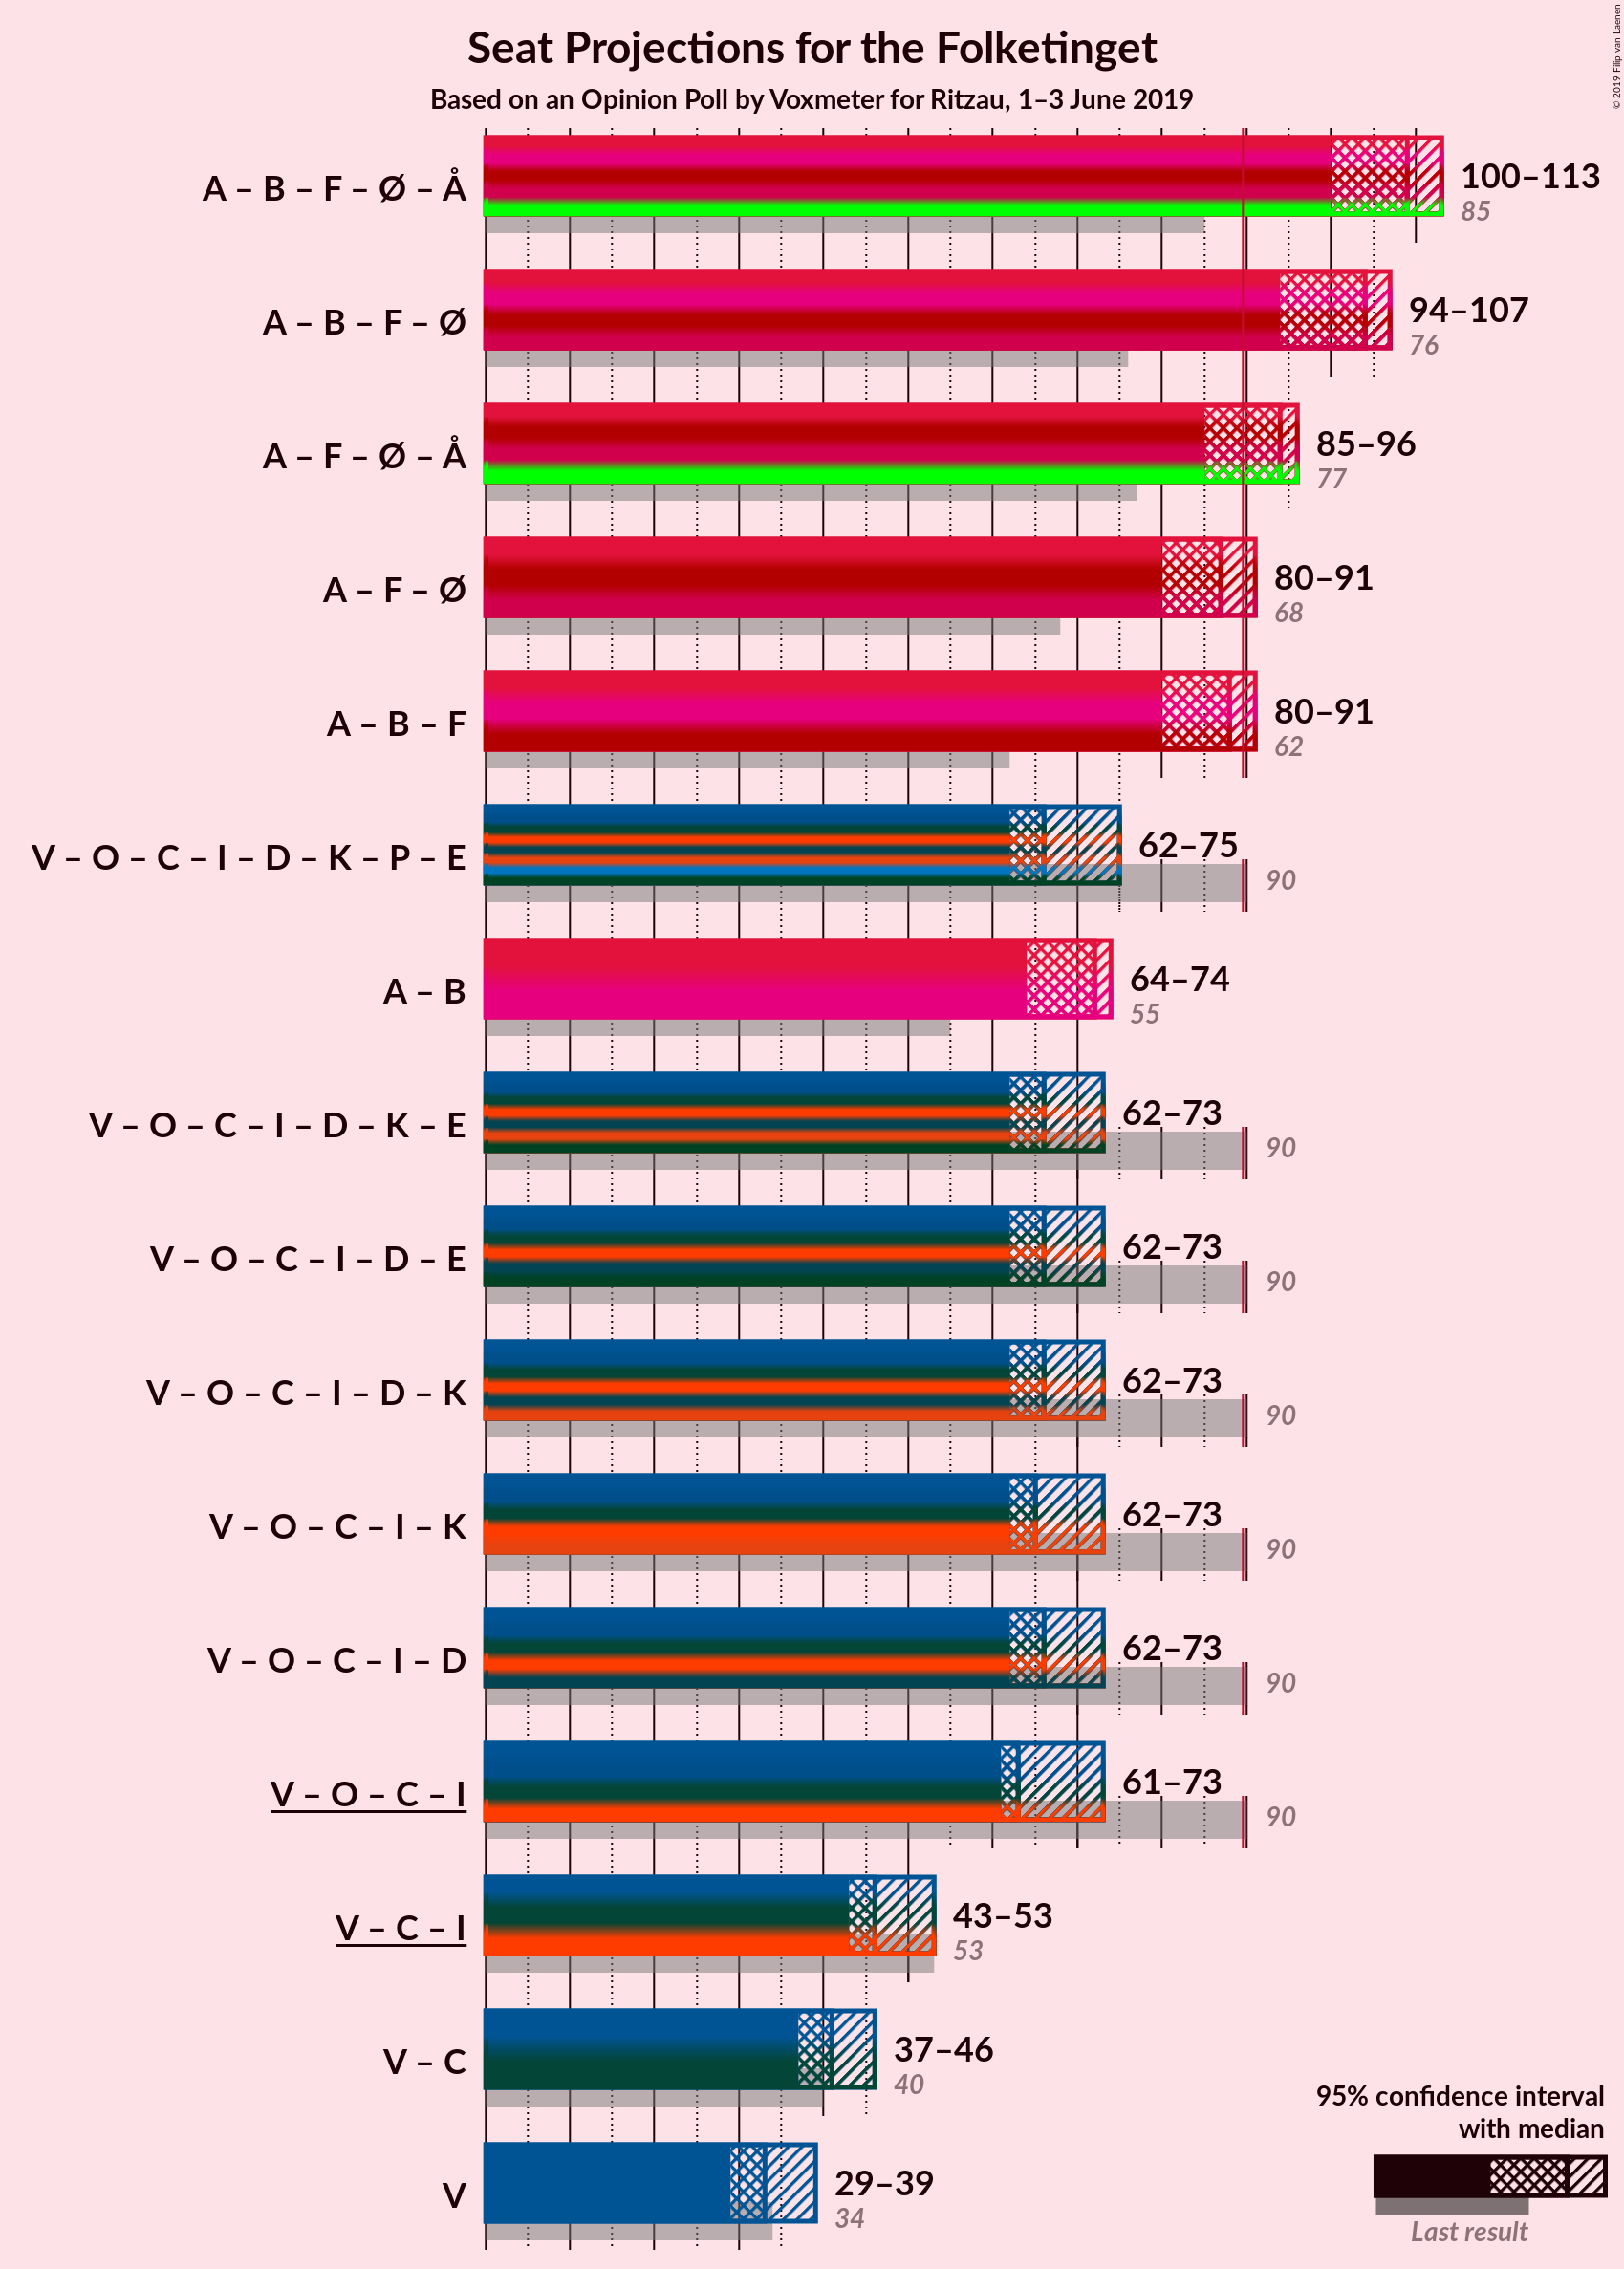 Seat Projections for the Folketinget
Based on an Opinion Poll by Voxmeter for Ritzau, 1–3 June 2019
© 2019 Filip van Laenen
A – B – F – Ø – Å
100–113
85
A – B – F – Ø
94–107
76
A – F – Ø – Å
85–96
77
A – F – Ø
80–91
68
A – B – F
80–91
62
V – O – C – I – D – K – P – E
62–75
90
A – B
64–74
55
V – O – C – I – D – K – E
62–73
90
V – O – C – I – D – E
62–73
90
V – O – C – I – D – K
62–73
90
V – O – C – I – K
62–73
90
V – O – C – I – D
62–73
90
V – O – C – I
61–73
90
V – C – I
43–53
53
V – C
37–46
40
V
29–39
34
95% confidence interval
with median
Last result